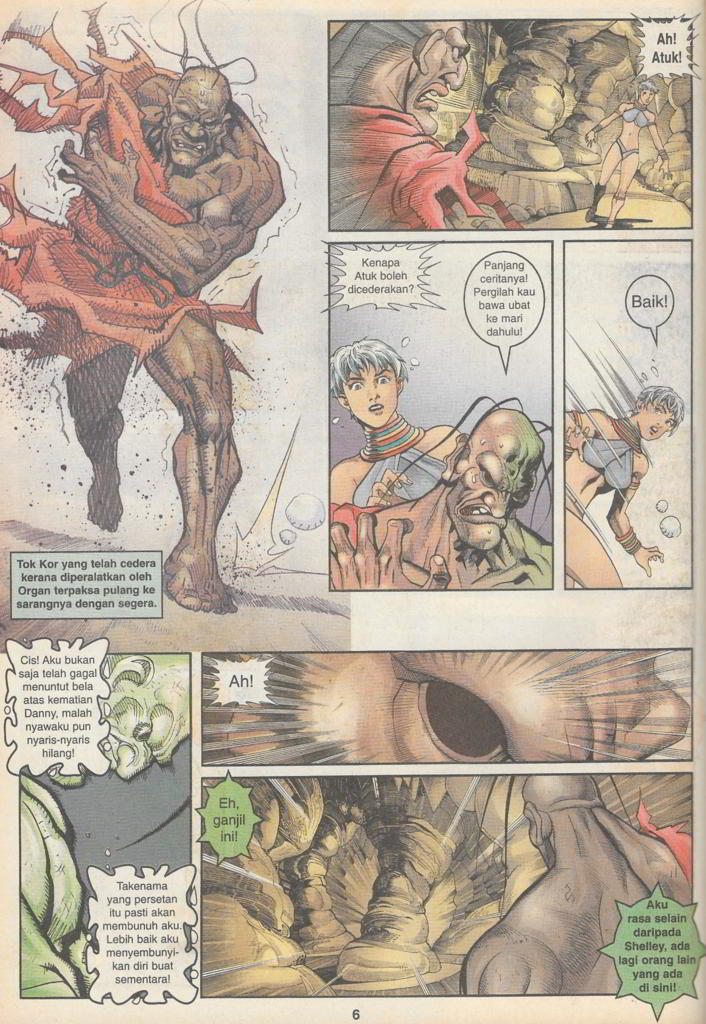 Tok Kor yang telah cedera
kerana diperalatkan oleh
Organ terpaksa pulang ke
sarangnya dengan segera.
Ah!
Atuk!
Kenapa
Atuk boleh
dicederakan?
Panjang
ceritanya!
Pergilah kau
bawa ubat
ke mari
dahulu!
Baik!
Cis! Aku bukan
saja telah gagal
menuntut bela
atas kematian
Danny, malah
nyawaku pun
nyaris-nyaris
hilang!
Takenama
yang persetan
itu pasti akan
membunuh aku.
Lebih baik aku
menyembunyi-
kan diri buat
sementara!
Ah!
Eh,
ganjil
ini!
Aku
rasa selain
daripada
Shelley, ada
lagi orang lain
yang ada
di sini!
6